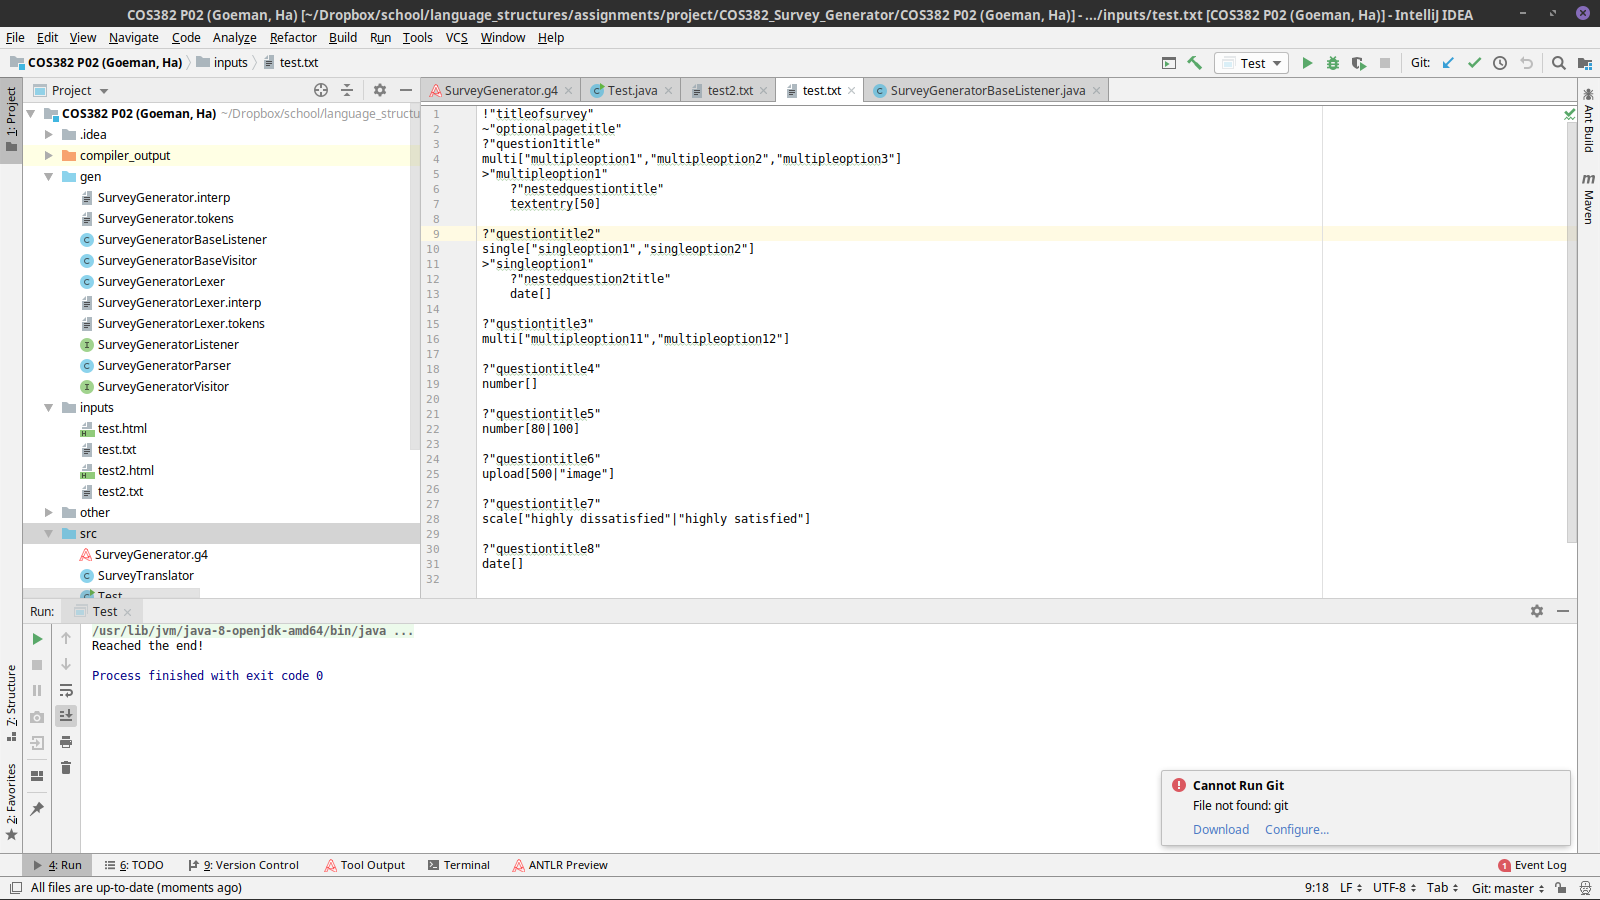 COS382 P02 (Goeman, Ha) [~/Dropbox/school/language_structures/assignments/project/COS382_Survey_Generator/COS382 P02 (Goeman, Ha)] - .../inputs/test.txt [COS382 P02 (Goeman, Ha)] - IntelliJ IDEA
File Edit View Navigate Code Analyze Refactor Build Run Tools VCS Window Help
COS382 P02 (Goeman, Ha) inputs test.txt Test Git:
1: Project
Project
SurveyGenerator.g4 Test.java test2.txt test.txt SurveyGeneratorBaseListener.java
COS382 P02 (Goeman, Ha) ~/Dropbox/school/language_structu
.idea
compiler_output
gen
SurveyGenerator.interp
SurveyGenerator.tokens
SurveyGeneratorBaseListener
SurveyGeneratorBaseVisitor
SurveyGeneratorLexer
SurveyGeneratorLexer.interp
SurveyGeneratorLexer.tokens
SurveyGeneratorListener
SurveyGeneratorParser
SurveyGeneratorVisitor
inputs
test.html
test.txt
test2.html
test2.txt
other
src
SurveyGenerator.g4
SurveyTranslator
Test
1 !"titleofsurvey"
2 ~"optionalpagetitle"
3 ?"question1title"
4 multi["multipleoption1","multipleoption2","multipleoption3"]
5 >"multipleoption1"
6 ?"nestedquestiontitle"
7 textentry[50]
8
9 ?"questiontitle2"
10 single["singleoption1","singleoption2"]
11 >"singleoption1"
12 ?"nestedquestion2title"
13 date[]
14
15 ?"qustiontitle3"
16 multi["multipleoption11","multipleoption12"]
17
18 ?"questiontitle4"
19 number[]
20
21 ?"questiontitle5"
22 number[80|100]
23
24 ?"questiontitle6"
25 upload[500|"image"]
26
27 ?"questiontitle7"
28 scale["highly dissatisfied"|"highly satisfied"]
29
30 ?"questiontitle8"
31 date[]
32
Ant Build
m Maven
Run: Test
/usr/lib/jvm/java-8-openjdk-amd64/bin/java ...
Reached the end!
Process finished with exit code 0
7: Structure
2: Favorites
Cannot Run Git
File not found: git
Download Configure...
4: Run 6: TODO 9: Version Control Tool Output Terminal ANTLR Preview 1 Event Log
All files are up-to-date (moments ago) 9:18 LF UTF-8 Tab Git: master